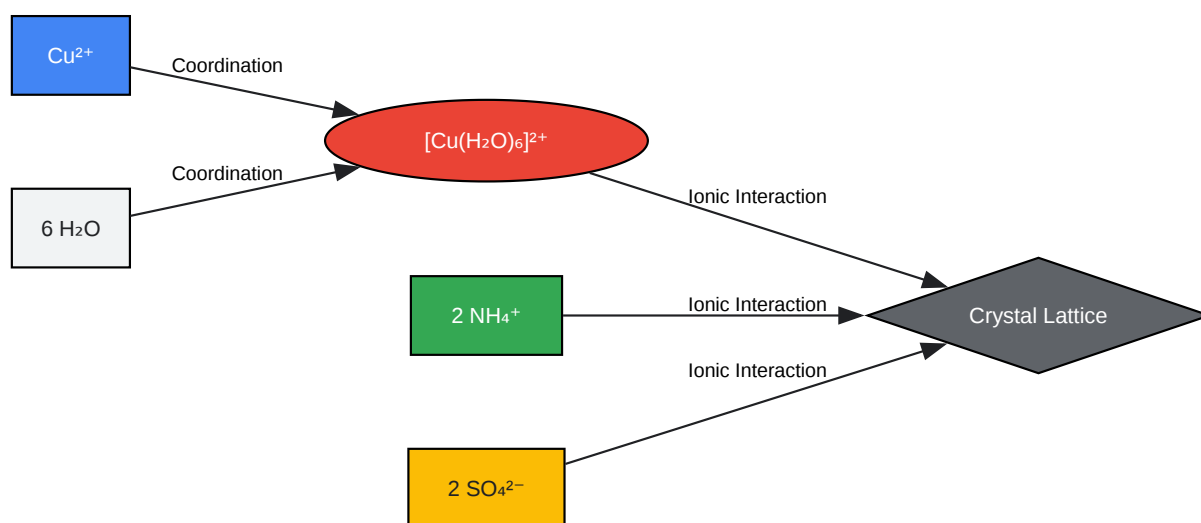 Cu²⁺
Coordination
[Cu(H₂O)₆]²⁺
Coordination
Ionic Interaction
6 H₂O
2 NH₄⁺
Ionic Interaction
Crystal Lattice
Ionic Interaction
2 SO₄²⁻